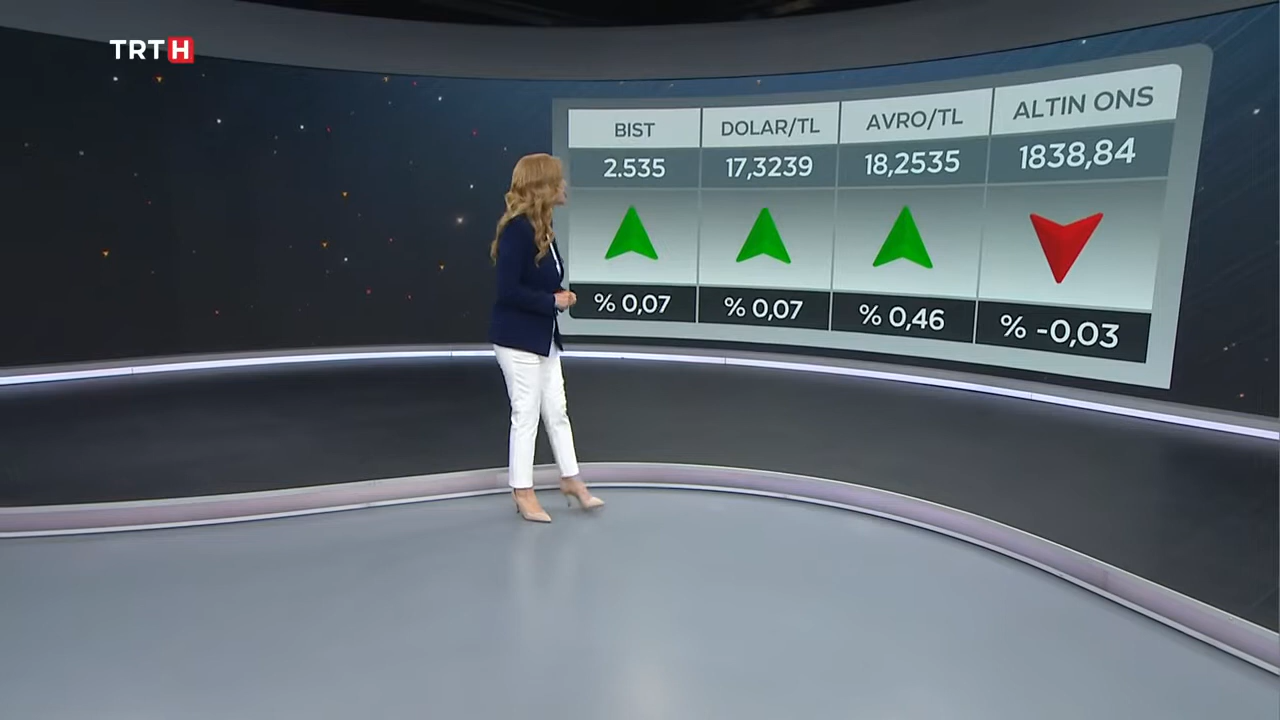 TRT H
BIST DOLAR/TL AVRO/TL ALTIN ONS
2.535 17,3239 18,2535 1838,84
% 0,07 % 0,07 % 0,46 % -0,03